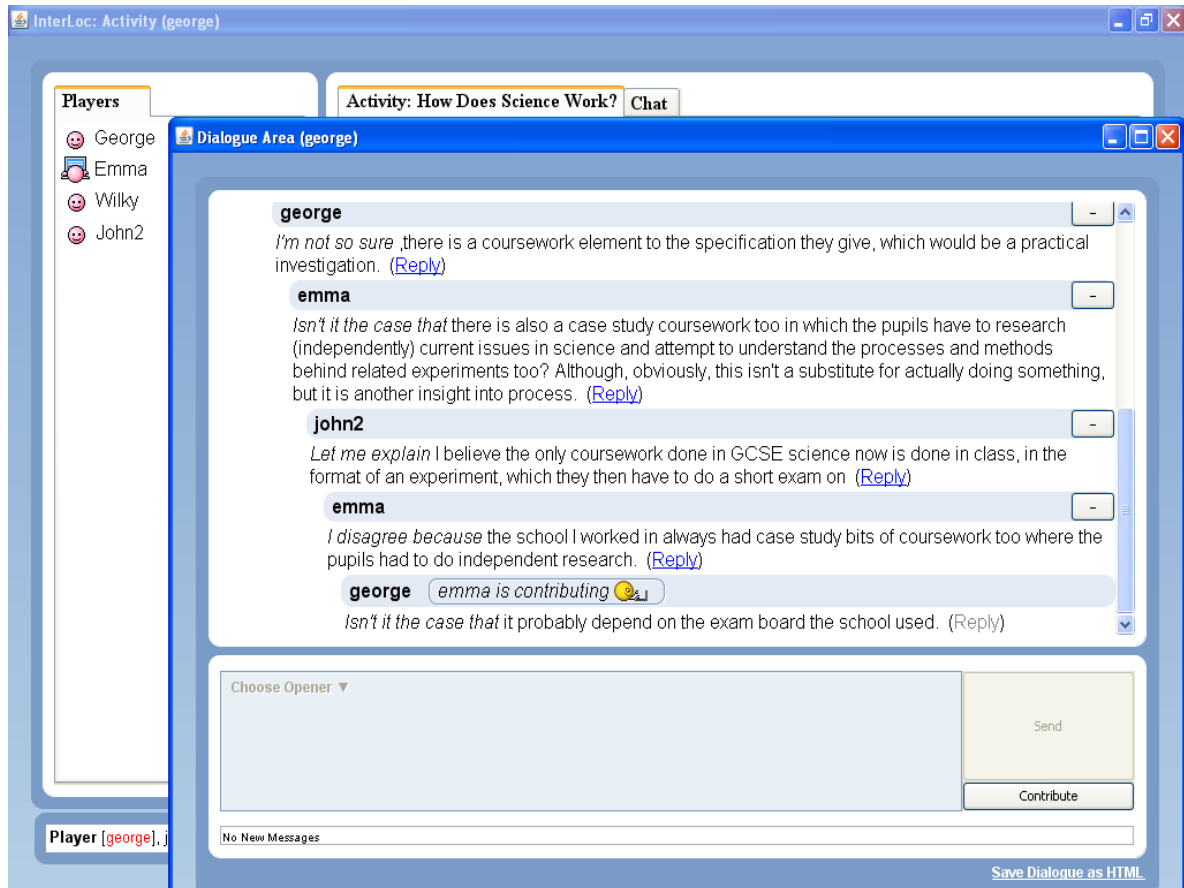 InterLoc: Activity (george)
Players
Activity: How Does Science Work?
Chat
George
Emma
Wilky
John2
Dialogue Area (george)
george
-
I'm not so sure ,there is a coursework element to the specification they give, which would be a practical
investigation. (Reply)
emma
-
Isn't it the case that there is also a case study coursework too in which the pupils have to research
(independently) current issues in science and attempt to understand the processes and methods
behind related experiments too? Although, obviously, this isn't a substitute for actually doing something,
but it is another insight into process. (Reply)
john2
-
Let me explain I believe the only coursework done in GCSE science now is done in class, in the
format of an experiment, which they then have to do a short exam on (Reply)
emma
-
I disagree because the school I worked in always had case study bits of coursework too where the
pupils had to do independent research. (Reply)
george emma is contributing
Isn't it the case that it probably depend on the exam board the school used. (Reply)
Choose Opener ▼
Send
Contribute
No New Messages
Player [george], j
Save Dialogue as HTML